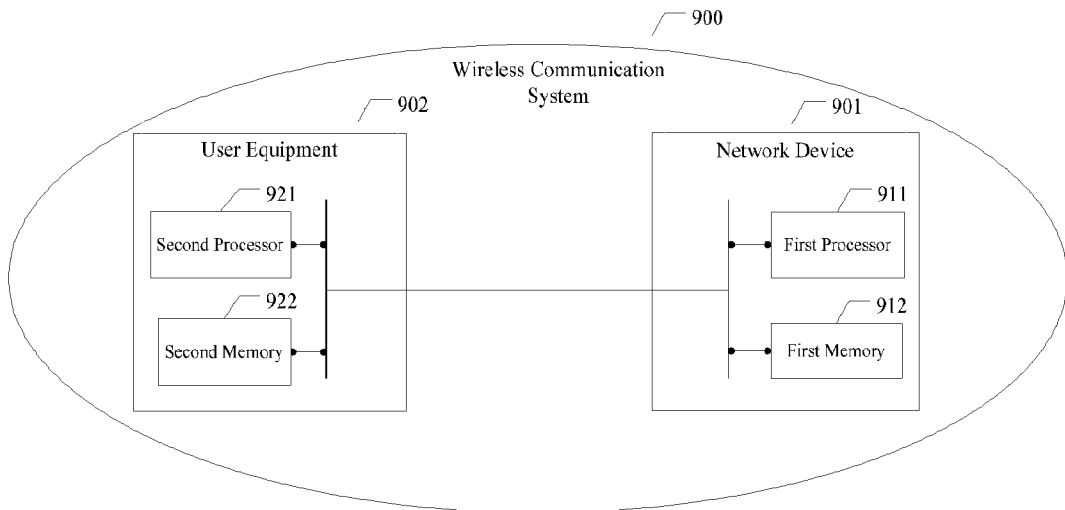 900
Wireless Communication
System
902
901
User Equipment
Network Device
921
911
Second Processor
First Processor
922
912
Second Memory
First Memory